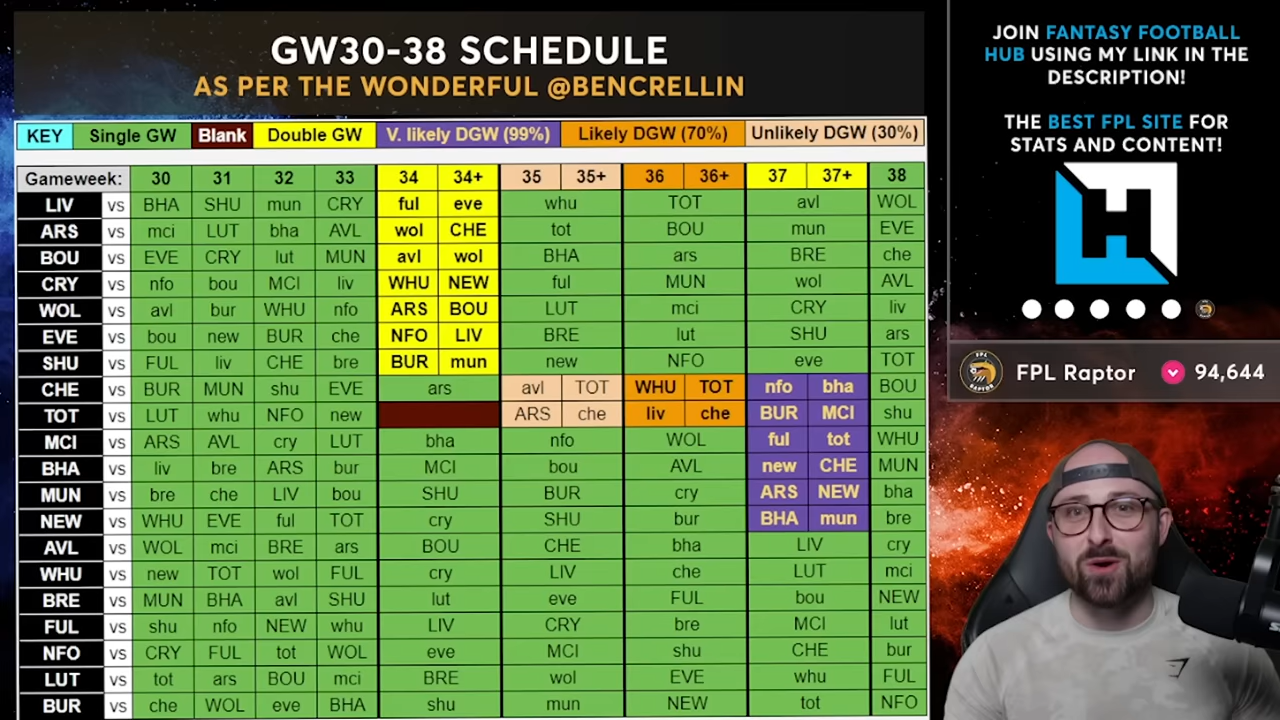 GW30-38 SCHEDULE
AS PER THE WONDERFUL @BENCRELLIN
KEY Single GW Blank Double GW V. likely DGW (99%) Likely DGW (70%) Unlikely DGW (30%)
Gameweek: 30 31 32 33 34 34+ 35 35+ 36 36+ 37 37+ 38
LIV vs BHA SHU mun CRY ful eve whu TOT avl WOL
ARS vs mci LUT bha AVL wol CHE tot BOU mun EVE
BOU vs EVE CRY lut MUN avl wol BHA ars BRE che
CRY vs nfo bou MCI liv WHU NEW ful MUN wol AVL
WOL vs avl bur WHU nfo ARS BOU LUT mci CRY liv
EVE vs bou new BUR che NFO LIV BRE lut SHU ars
SHU vs FUL liv CHE bre BUR mun new NFO eve TOT
CHE vs BUR MUN shu EVE ars avl TOT WHU TOT nfo bha BOU
TOT vs LUT whu NFO new ARS che liv che BUR MCI shu
MCI vs ARS AVL cry LUT bha nfo WOL ful tot WHU
BHA vs liv bre ARS bur MCI bou AVL new CHE MUN
MUN vs bre che LIV bou SHU BUR cry ARS NEW bha
NEW vs WHU EVE ful TOT cry SHU bur BHA mun bre
AVL vs WOL mci BRE ars BOU CHE bha LIV cry
WHU vs new TOT wol FUL cry LIV che LUT mci
BRE vs MUN BHA avl SHU lut eve FUL bou NEW
FUL vs shu nfo NEW whu LIV CRY bre MCI lut
NFO vs CRY FUL tot WOL eve MCI shu CHE bur
LUT vs tot ars BOU mci BRE wol EVE whu FUL
BUR vs che WOL eve BHA shu mun NEW tot NFO
JOIN FANTASY FOOTBALL
HUB USING MY LINK IN THE
DESCRIPTION!
THE BEST FPL SITE FOR
STATS AND CONTENT!
FPL Raptor 94,644